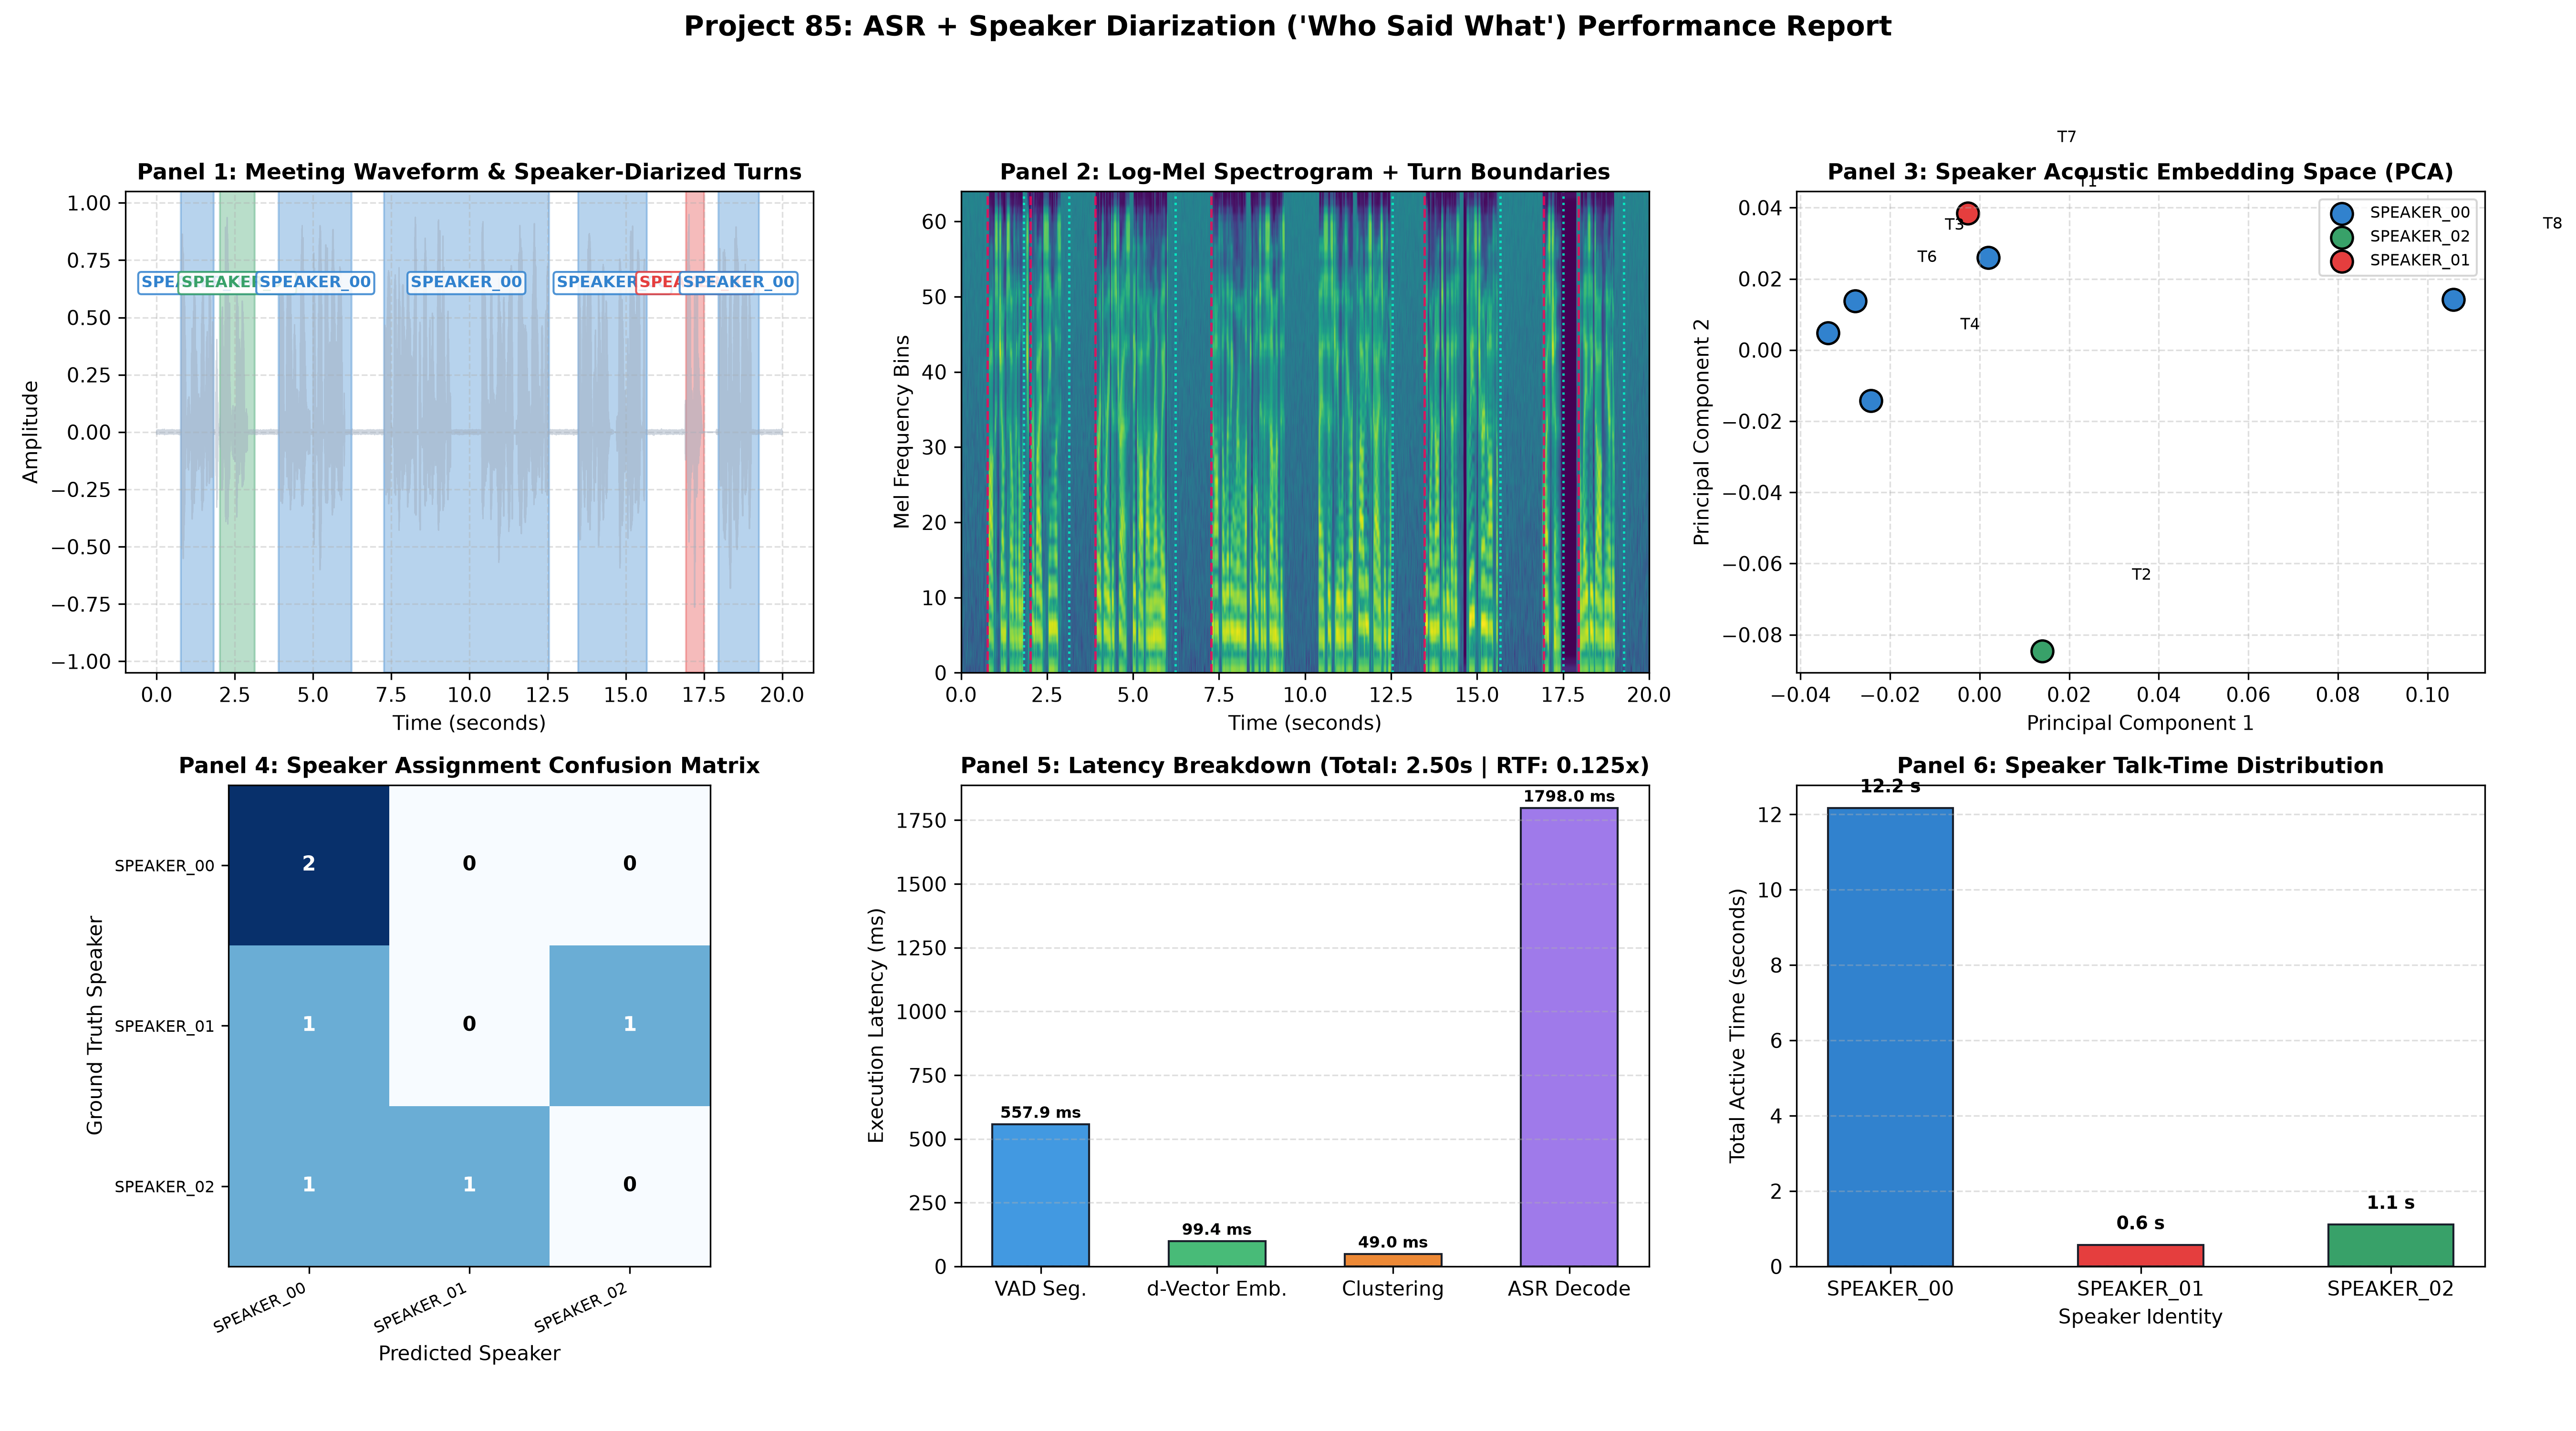 Project 85: ASR + Speaker Diarization ('Who Said What') Performance Report
Panel 1: Meeting Waveform & Speaker-Diarized Turns
1.00
0.75
0.50
0.25
0.00
−0.25
−0.50
−0.75
−1.00
Amplitude
SPEA
SPEAKE
SPEAKER_00
SPEAKER_00
SPEAKER
SPEA
SPEAKER_00
0.0 2.5 5.0 7.5 10.0 12.5 15.0 17.5 20.0
Time (seconds)
Panel 2: Log-Mel Spectrogram + Turn Boundaries
60
50
40
30
20
10
0
Mel Frequency Bins
0.0 2.5 5.0 7.5 10.0 12.5 15.0 17.5 20.0
Time (seconds)
T7
Panel 3: Speaker Acoustic Embedding Space (PCA)
T1
T3
T8
T6
T4
T2
SPEAKER_00
SPEAKER_02
SPEAKER_01
0.04
0.02
0.00
−0.02
−0.04
−0.06
−0.08
Principal Component 2
−0.04 −0.02 0.00 0.02 0.04 0.06 0.08 0.10
Principal Component 1
Panel 4: Speaker Assignment Confusion Matrix
SPEAKER_00 2 0 0
SPEAKER_01 1 0 1
SPEAKER_02 1 1 0
Ground Truth Speaker
SPEAKER_00 SPEAKER_01 SPEAKER_02
Predicted Speaker
Panel 5: Latency Breakdown (Total: 2.50s | RTF: 0.125x)
1798.0 ms
557.9 ms
99.4 ms
49.0 ms
1750
1500
1250
1000
750
500
250
0
Execution Latency (ms)
VAD Seg. d-Vector Emb. Clustering ASR Decode
Panel 6: Speaker Talk-Time Distribution
12.2 s
0.6 s
1.1 s
12
10
8
6
4
2
0
Total Active Time (seconds)
SPEAKER_00 SPEAKER_01 SPEAKER_02
Speaker Identity